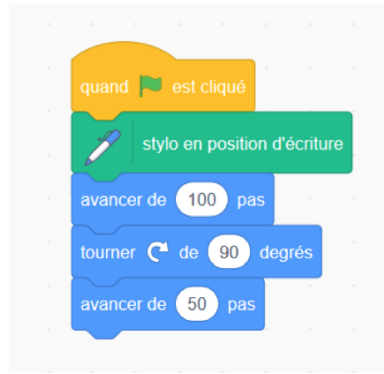 quand est cliqué
stylo en position d'écriture
avancer de 100 pas
tourner de 90 degrés
avancer de 50 pas